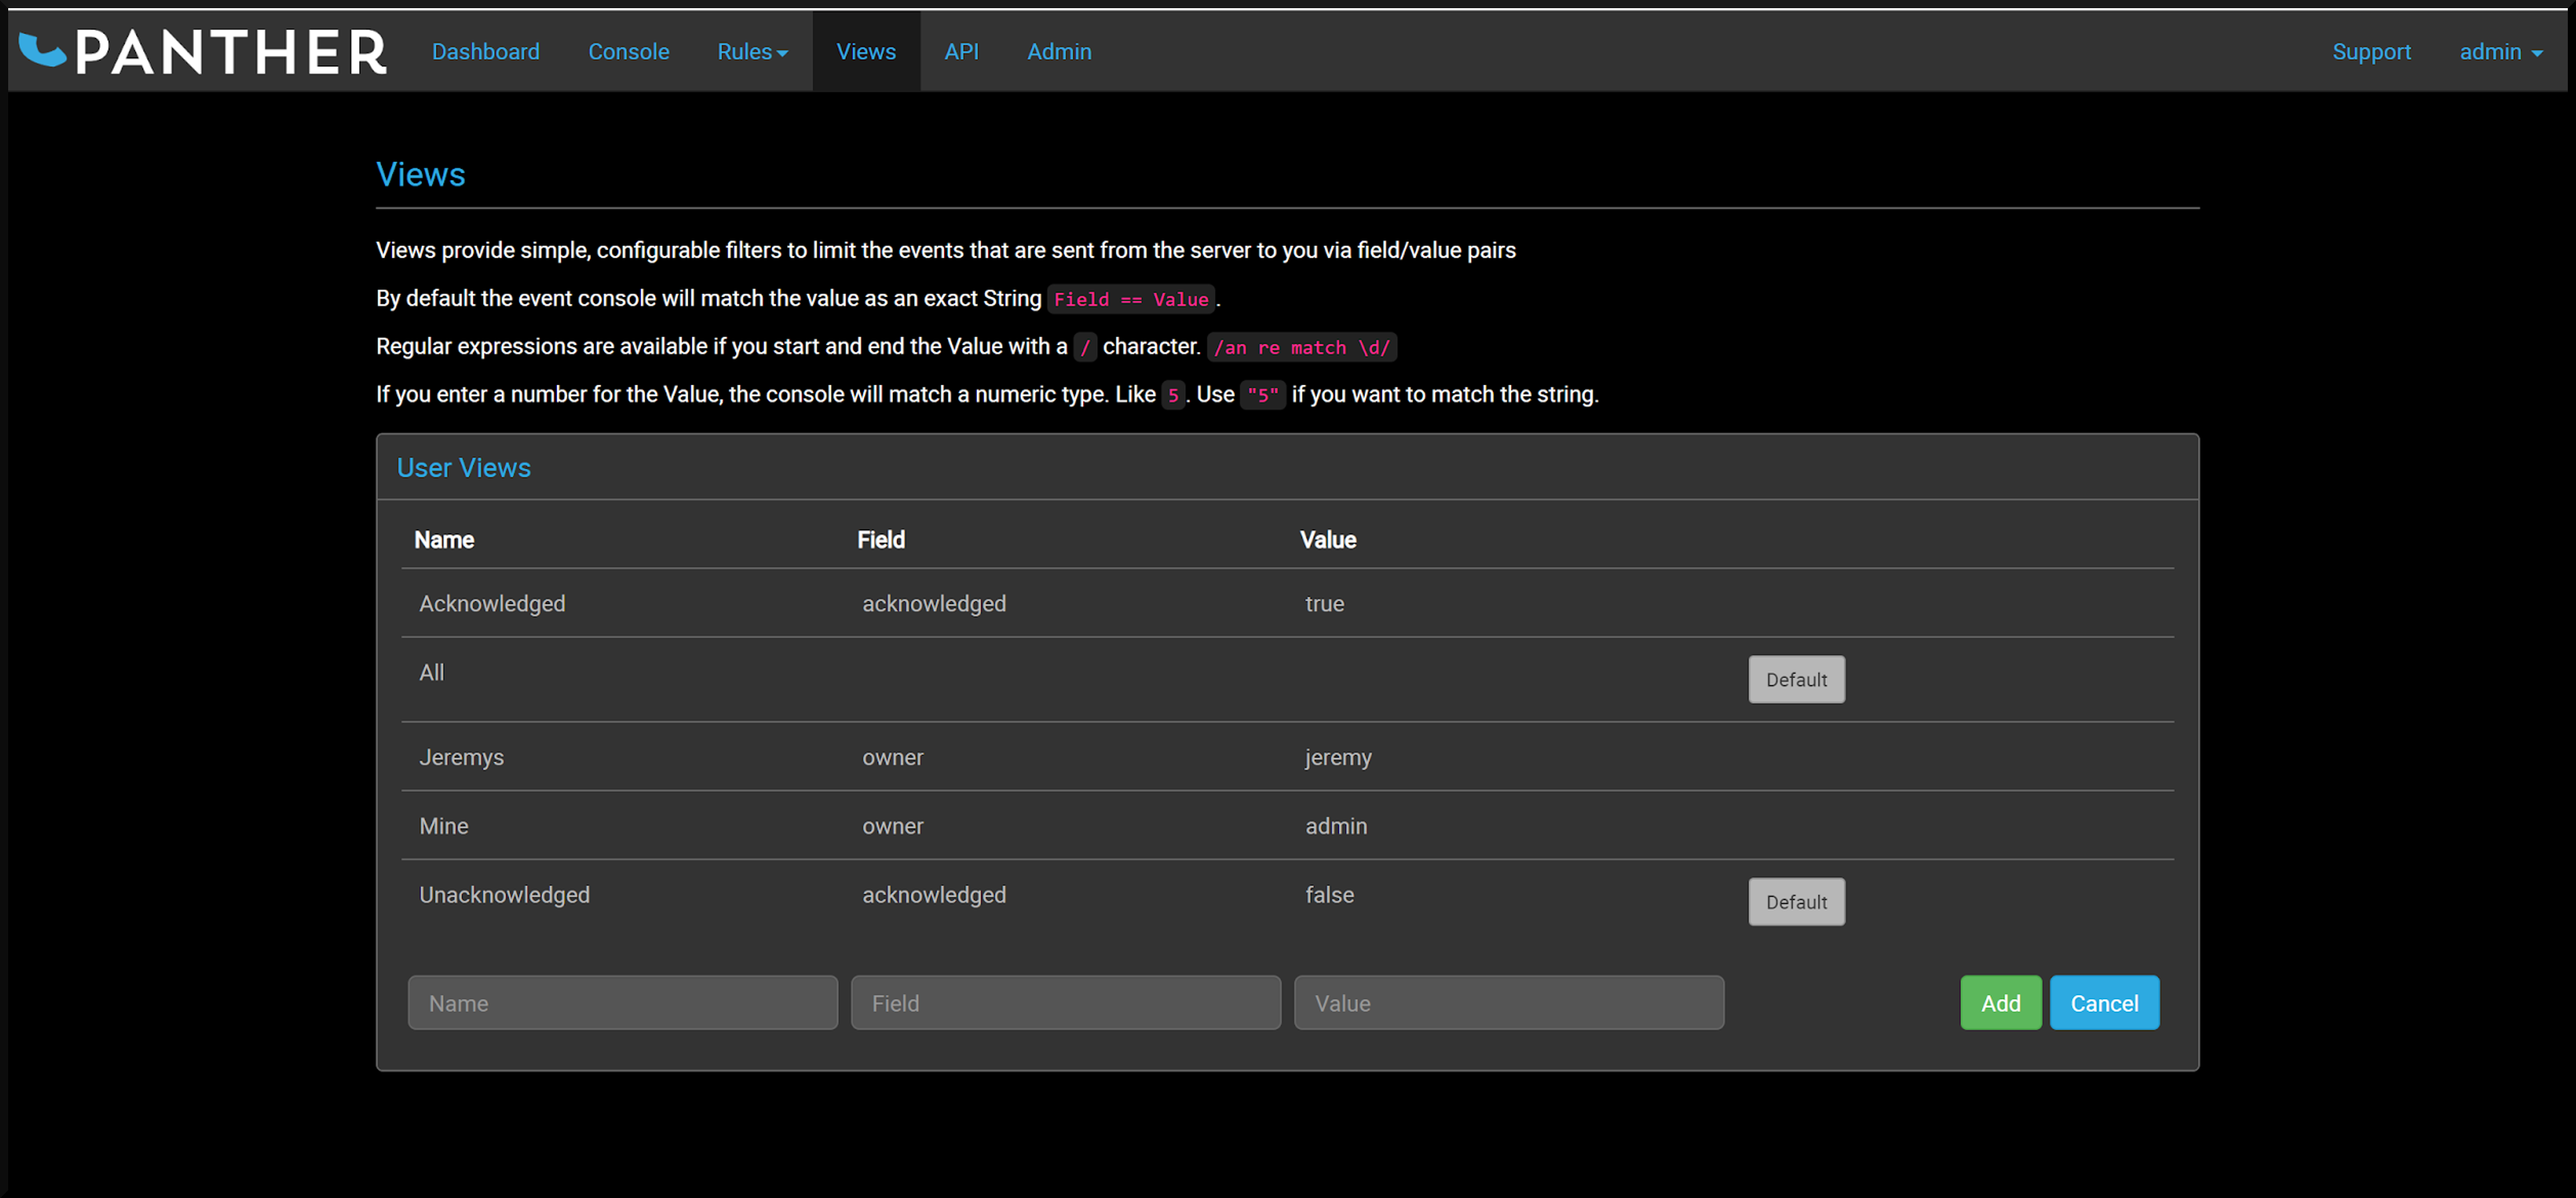 PANTHER Dashboard Console Rules Views API Admin Support admin
Views
Views provide simple, configurable filters to limit the events that are sent from the server to you via field/value pairs
By default the event console will match the value as an exact String Field == Value.
Regular expressions are available if you start and end the Value with a / character. /an re match \d/
If you enter a number for the Value, the console will match a numeric type. Like 5. Use "5" if you want to match the string.
User Views
Name Field Value
Acknowledged acknowledged true
All Default
Jeremys owner jeremy
Mine owner admin
Unacknowledged acknowledged false Default
Name Field Value Add Cancel